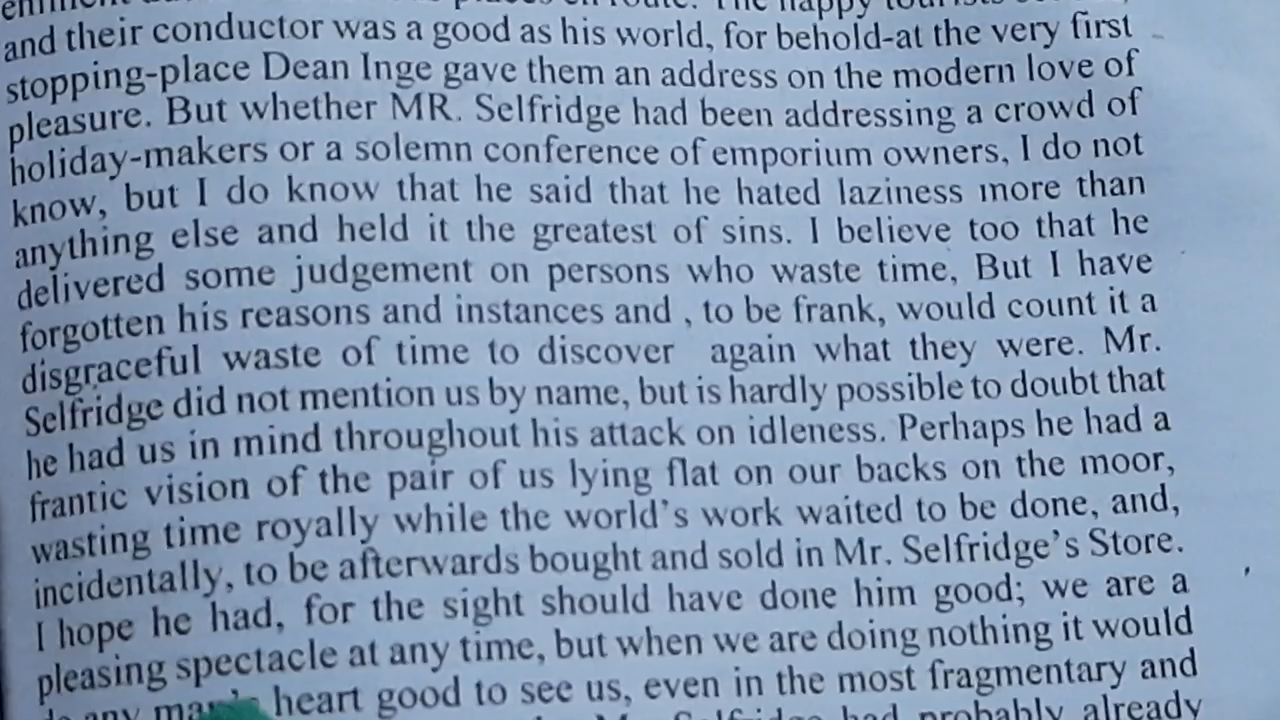 en route. The happy
and their conductor was a good as his world, for behold-at the very first
stopping-place Dean Inge gave them an address on the modern love of
pleasure. But whether MR. Selfridge had been addressing a crowd of
holiday-makers or a solemn conference of emporium owners, I do not
know, but I do know that he said that he hated laziness more than
anything else and held it the greatest of sins. I believe too that he
delivered some judgement on persons who waste time, But I have
forgotten his reasons and instances and , to be frank, would count it a
disgraceful waste of time to discover again what they were. Mr.
Selfridge did not mention us by name, but is hardly possible to doubt that
he had us in mind throughout his attack on idleness. Perhaps he had a
frantic vision of the pair of us lying flat on our backs on the moor,
wasting time royally while the world's work waited to be done, and,
incidentally, to be afterwards bought and sold in Mr. Selfridge's Store.
I hope he had, for the sight should have done him good; we are a
pleasing spectacle at any time, but when we are doing nothing it would
any heart good to see us, even in the most fragmentary and
had probably already